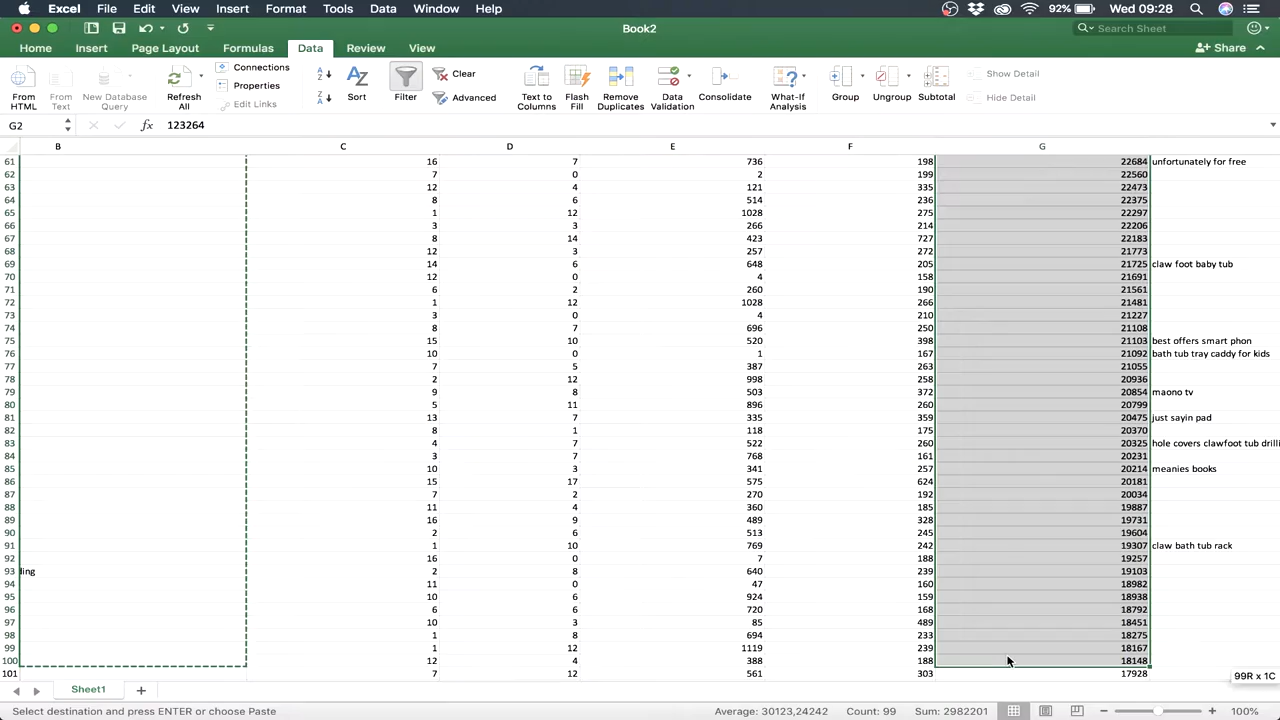 Excel File Edit View Insert Format Tools Data Window Help 92% Wed 09:28
Book2
Search Sheet
Home Insert Page Layout Formulas Data Review View
Share
From HTML
From Text
New Database Query
Refresh All
Connections
Properties
Edit Links
Sort
Filter
Clear
Advanced
Text to Columns
Flash Fill
Remove Duplicates
Data Validation
Consolidate
What-If Analysis
Group
Ungroup
Subtotal
Show Detail
Hide Detail
G2 fx 123264
B C D E F G
61 16 7 736 198 22684 unfortunately for free
62 7 0 2 199 22560
63 12 4 121 335 22473
64 8 6 514 236 22375
65 1 12 1028 275 22297
66 3 3 266 214 22206
67 8 14 423 727 22183
68 12 3 257 272 21773
69 14 6 648 205 21725 claw foot baby tub
70 12 0 4 158 21691
71 6 2 260 190 21561
72 1 12 1028 266 21481
73 3 0 4 210 21227
74 8 7 696 250 21108
75 15 10 520 398 21103 best offers smart phon
76 10 0 1 167 21092 bath tub tray caddy for kids
77 7 5 387 263 21055
78 2 12 998 258 20936
79 9 8 503 372 20854 maono tv
80 5 11 896 260 20799
81 13 7 335 359 20475 just sayin pad
82 8 1 118 175 20370
83 4 7 522 260 20325 hole covers clawfoot tub drilli
84 3 7 768 161 20231
85 10 3 341 257 20214 meanies books
86 15 17 575 624 20181
87 7 2 270 192 20034
88 11 4 360 185 19887
89 16 9 489 328 19731
90 2 6 513 245 19604
91 1 10 769 242 19307 claw bath tub rack
92 16 0 7 188 19257
93 ding 2 8 640 239 19103
94 11 0 47 160 18982
95 10 6 924 159 18938
96 6 6 720 168 18792
97 10 3 85 489 18451
98 1 8 694 233 18275
99 1 12 1119 239 18167
100 12 4 388 188 18148
101 7 12 561 303 17928
99R x 1C
Sheet1
Select destination and press ENTER or choose Paste Average: 30123,24242 Count: 99 Sum: 2982201 100%